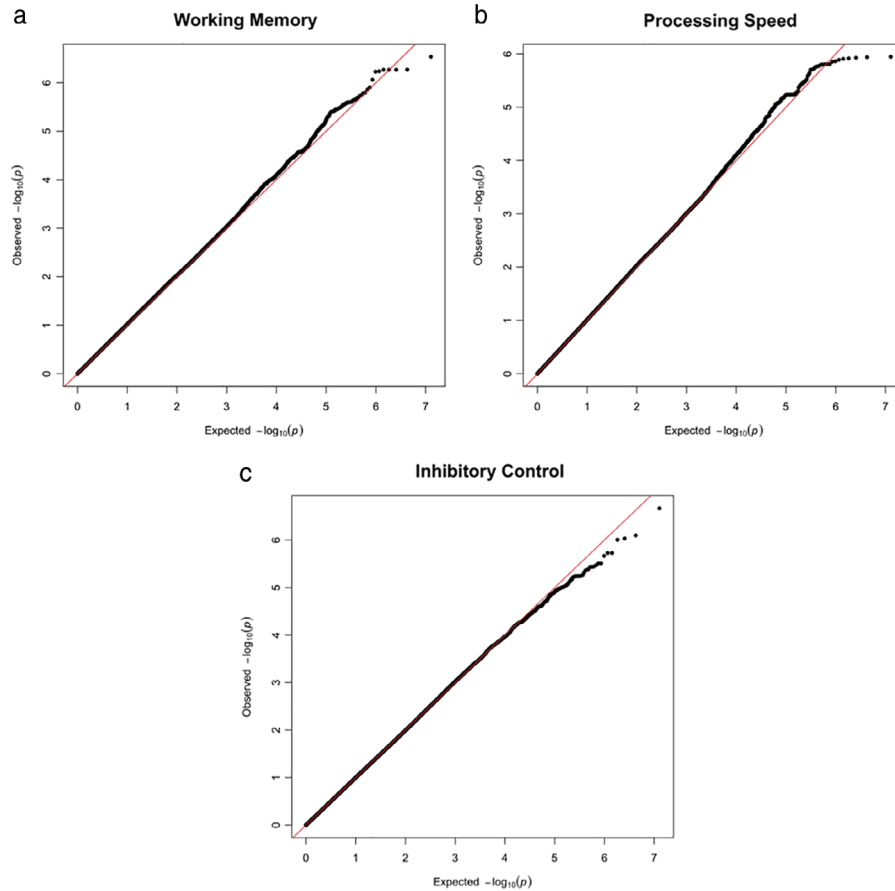 a
Working Memory
Observed −log10(p)
0 1 2 3 4 5 6
0 1 2 3 4 5 6 7
Expected −log10(p)
b
Processing Speed
Observed −log10(p)
0 1 2 3 4 5 6
0 1 2 3 4 5 6 7
Expected −log10(p)
c
Inhibitory Control
Observed −log10(p)
0 1 2 3 4 5 6
0 1 2 3 4 5 6 7
Expected −log10(p)